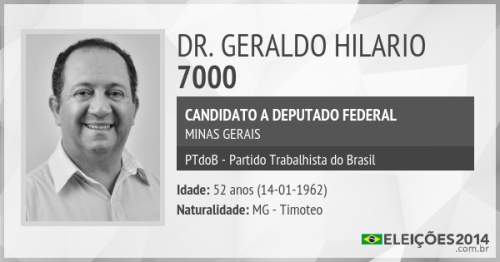 DR. GERALDO HILARIO
7000
CANDIDATO A DEPUTADO FEDERAL
MINAS GERAIS
PTdoB - Partido Trabalhista do Brasil
Idade: 52 anos (14-01-1962)
Naturalidade: MG - Timoteo
ELEIÇÕES2014
.com.br